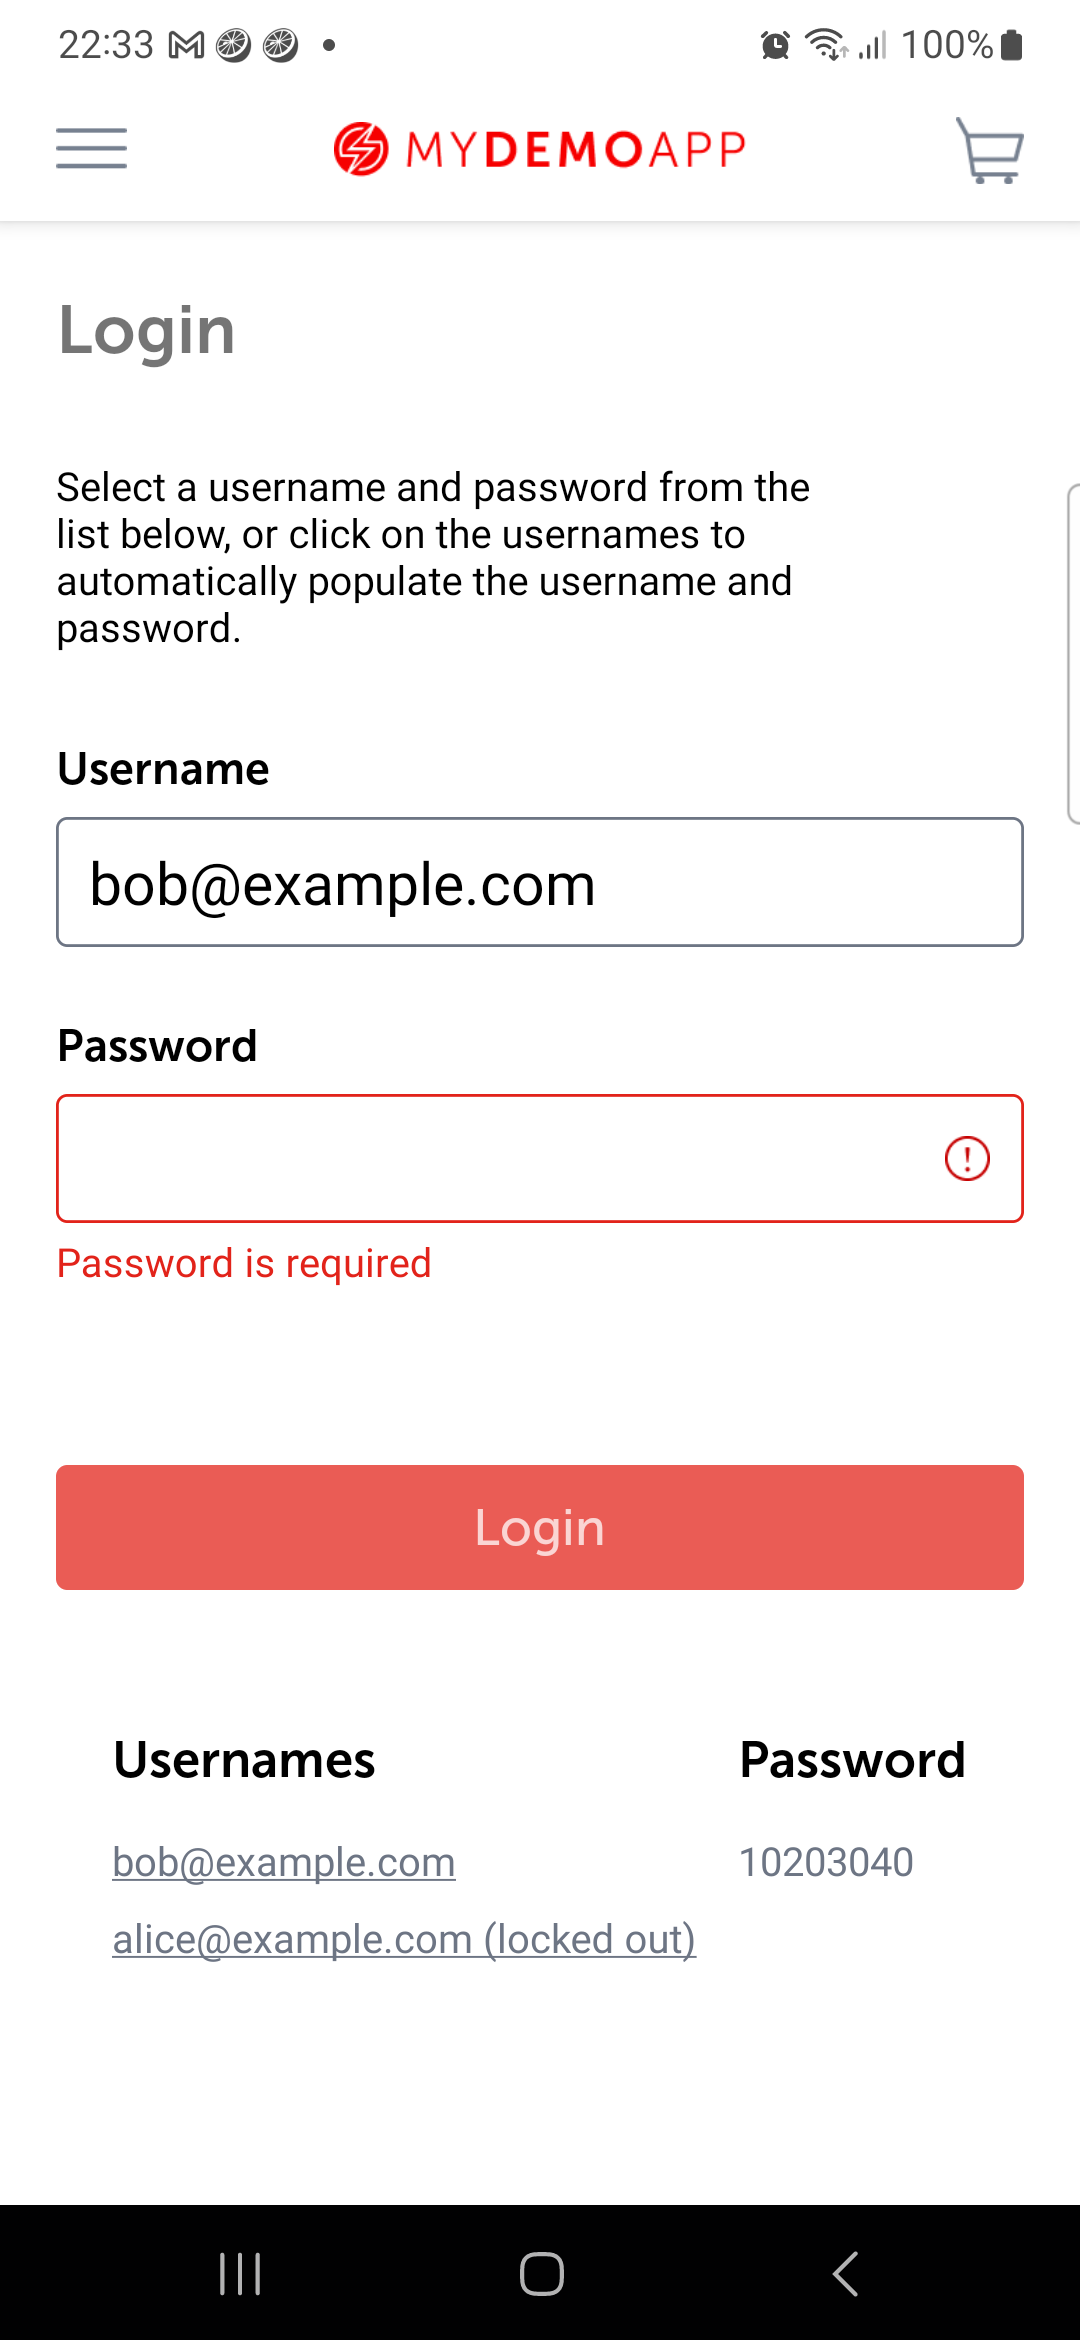 22:33 100%
MYDEMOAPP
Login
Select a username and password from the
list below, or click on the usernames to
automatically populate the username and
password.
Username
bob@example.com
Password
Password is required
Login
Usernames Password
bob@example.com 10203040
alice@example.com (locked out)